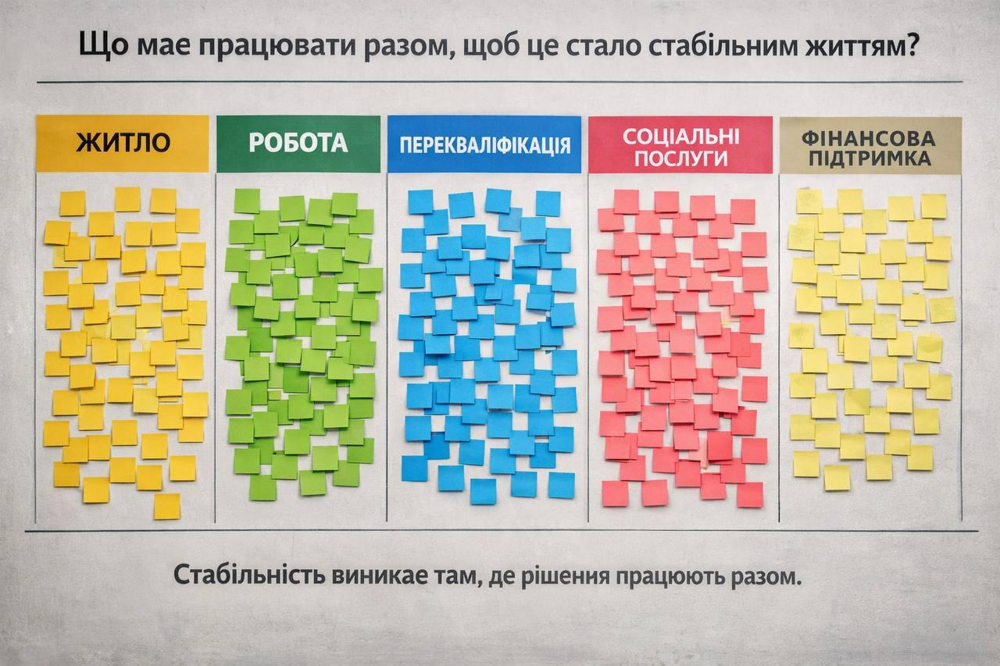 Що має працювати разом, щоб це стало стабільним життям?
ЖИТЛО
РОБОТА
ПЕРЕКВАЛІФІКАЦІЯ
СОЦІАЛЬНІ
ПОСЛУГИ
ФІНАНСОВА
ПІДТРИМКА
Стабільність виникає там, де рішення працюють разом.